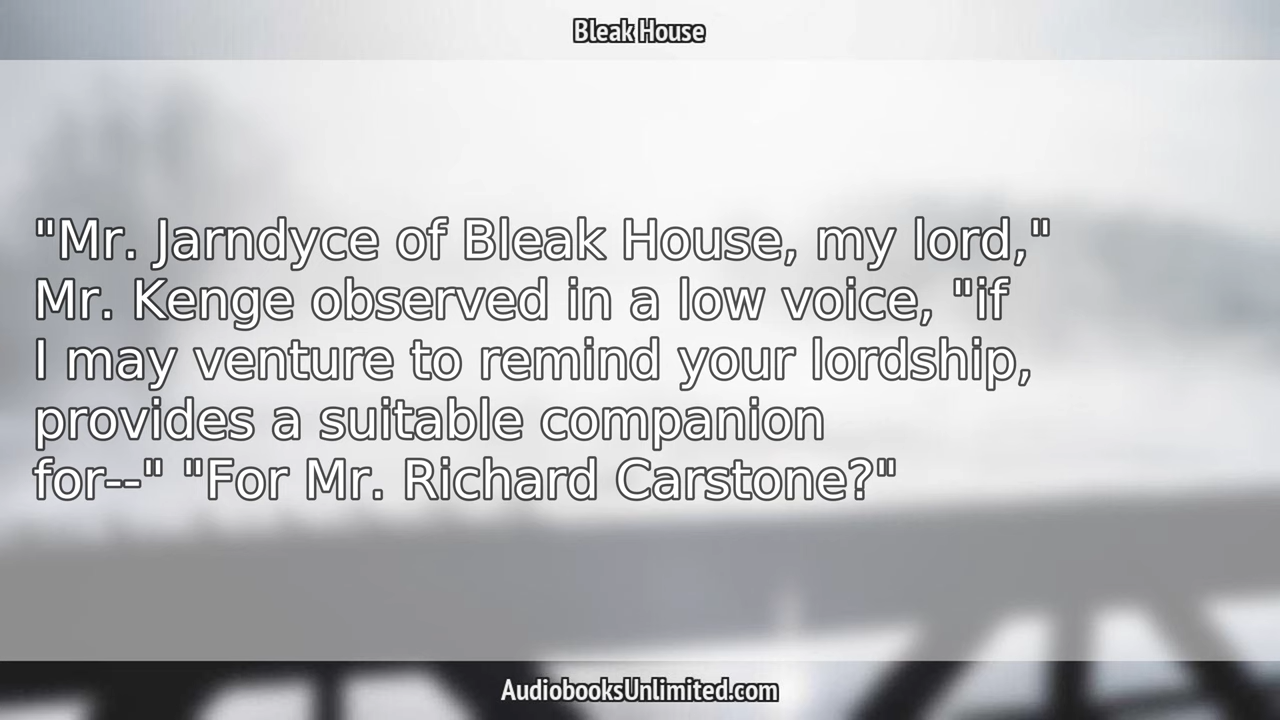 Bleak House
"Mr. Jarndyce of Bleak House, my lord,"
Mr. Kenge observed in a low voice, "if
I may venture to remind your lordship,
provides a suitable companion
for--" "For Mr. Richard Carstone?"
AudiobooksUnlimited.com